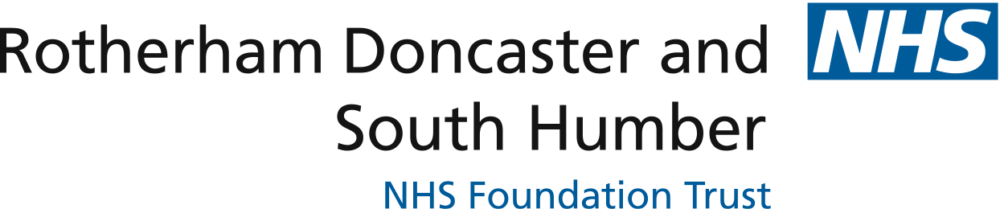 Rotherham Doncaster and NHS
South Humber
NHS Foundation Trust